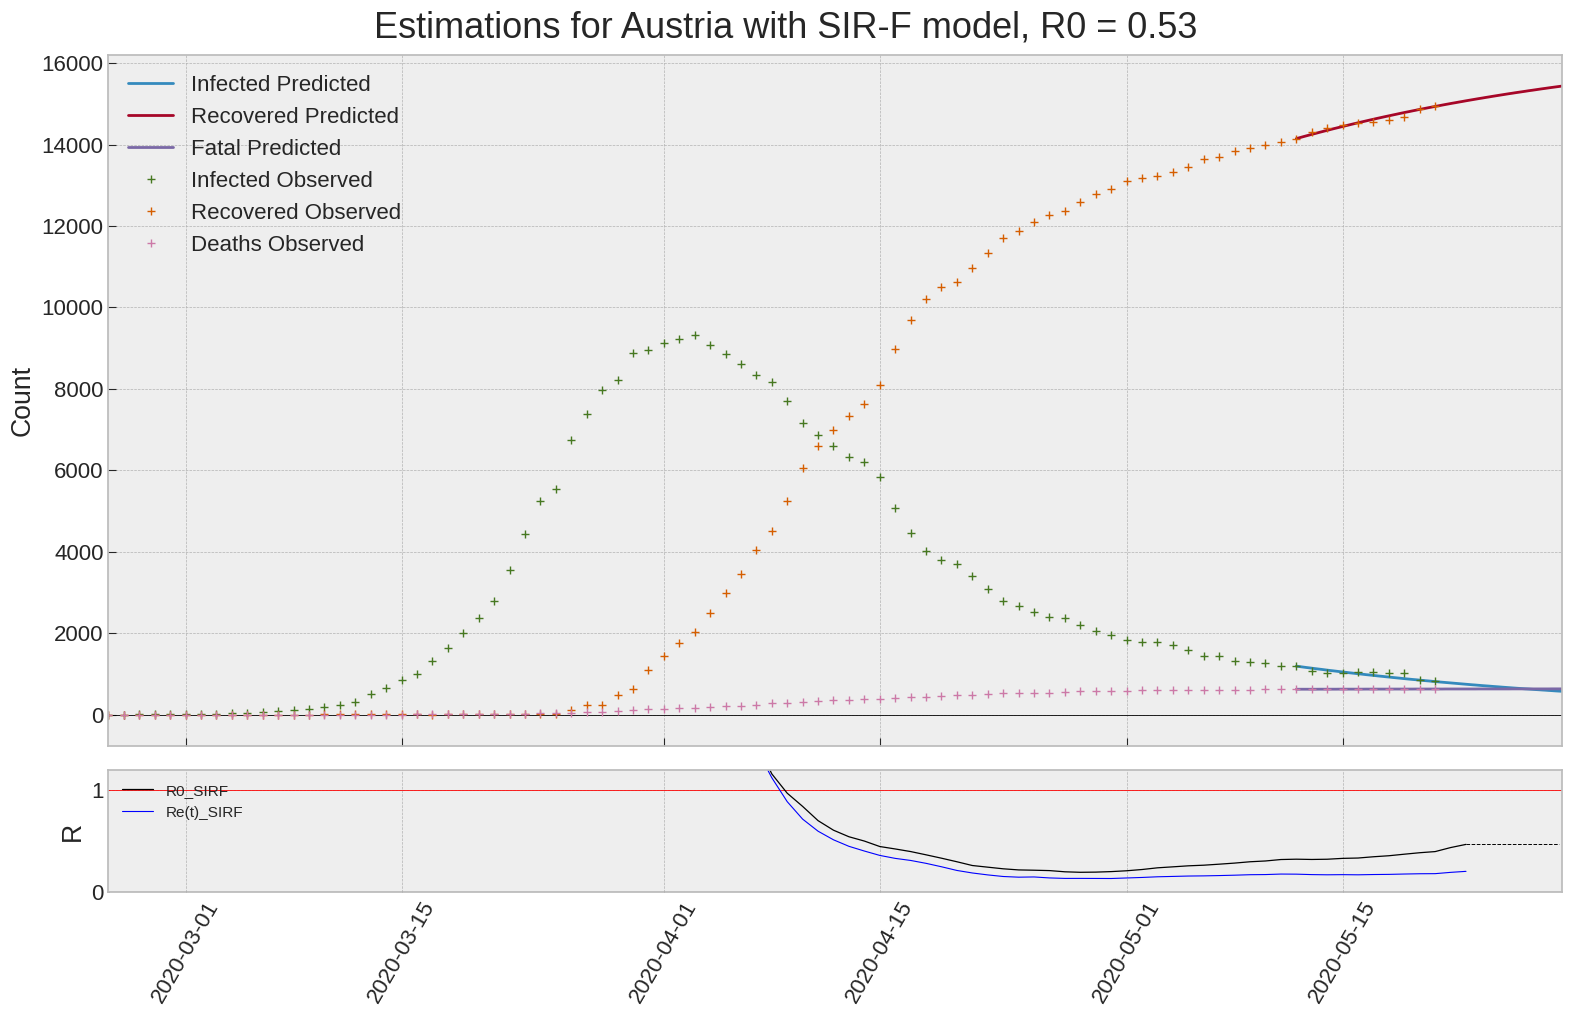 Estimations for Austria with SIR-F model, R0 = 0.53
16000
14000
12000
10000
8000
6000
4000
2000
0
Count
Infected Predicted
Recovered Predicted
Fatal Predicted
Infected Observed
Recovered Observed
Deaths Observed
1
0
R
R0_SIRF
Re(t)_SIRF
2020-03-01
2020-03-15
2020-04-01
2020-04-15
2020-05-01
2020-05-15